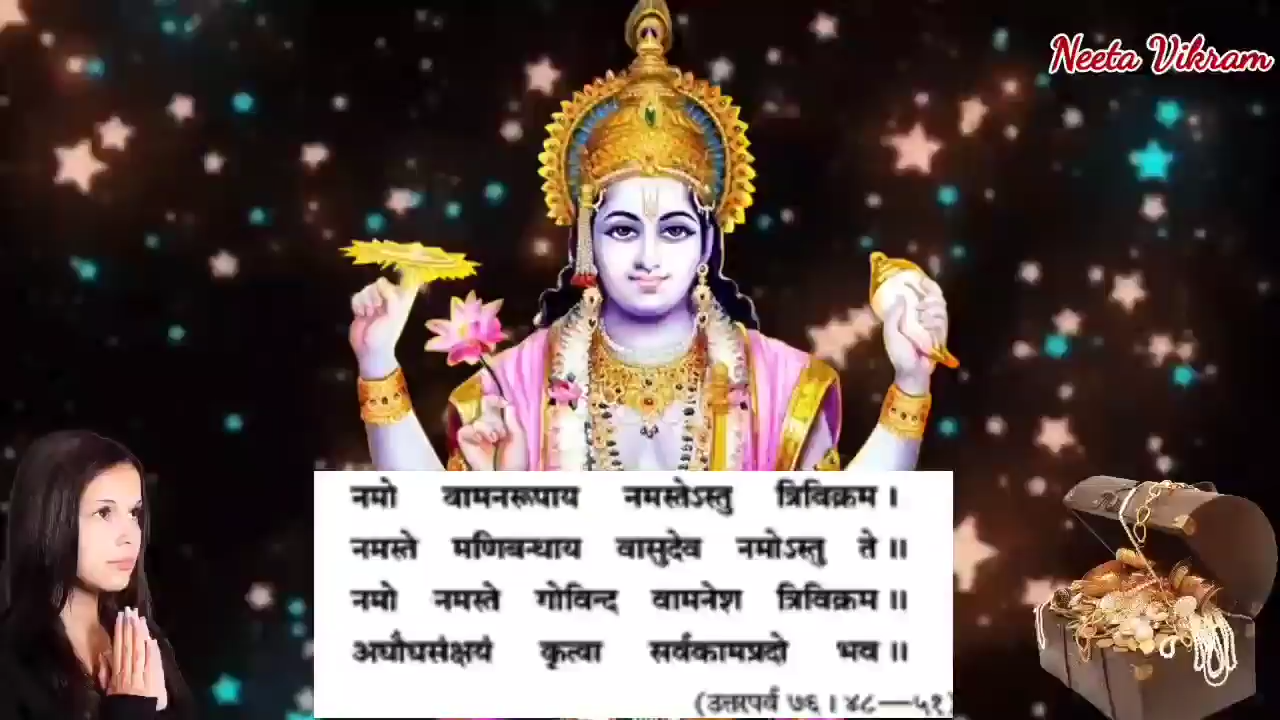 Neeta Vikram
नमो वामनरूपाय नमस्तेऽस्तु त्रिविक्रम ।
नमस्ते मणिबन्धाय वासुदेव नमोऽस्तु ते ॥
नमो नमस्ते गोविन्द वामनेश त्रिविक्रम ॥
अघौघसंक्षयं कृत्वा सर्वकामप्रदो भव ॥
(उत्तरपर्व ७६ । ४८—५१)